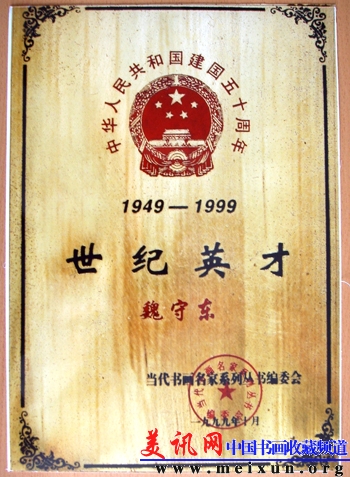 中华人民共和国建国五十周年
1949—1999
世纪英才
魏守东
当代书画名家系列丛书编委会
一九九九年十月
美讯网
中国书画收藏频道
www.meixun.org